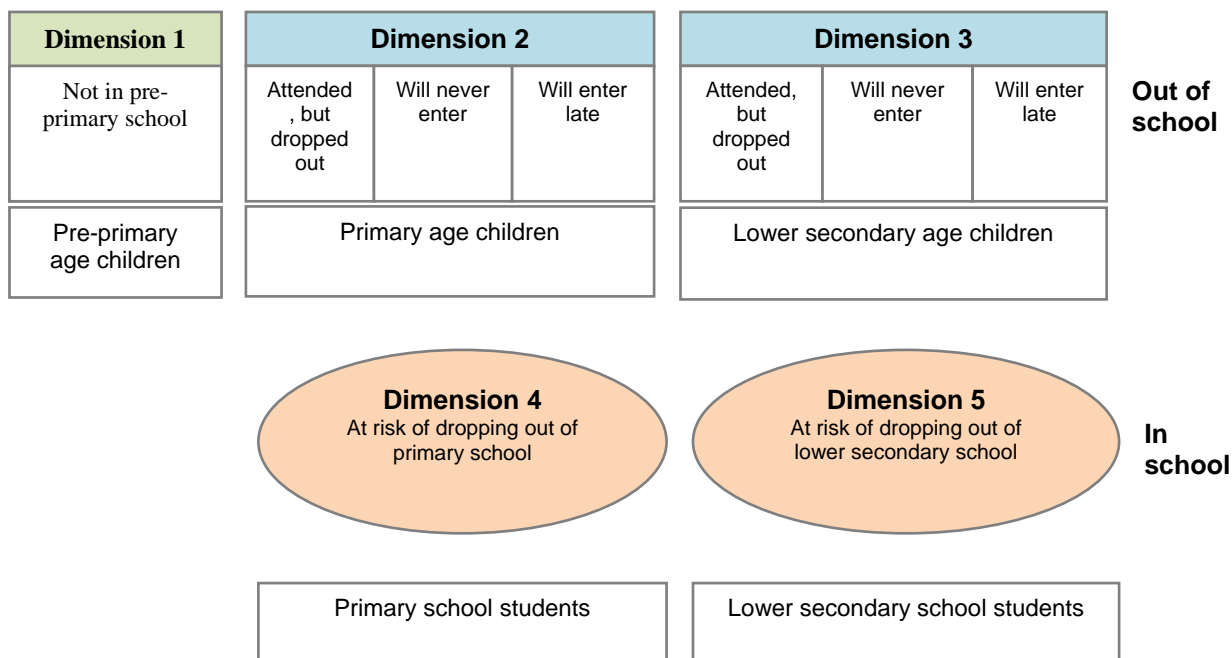 Dimension 1
Not in pre-
primary school
Pre-primary
age children
Dimension 2
Attended
, but
dropped
out
Will never
enter
Will enter
late
Primary age children
Dimension 3
Attended,
but
dropped
out
Will never
enter
Will enter
late
Lower secondary age children
Out of
school
Dimension 4
At risk of dropping out of
primary school
Dimension 5
At risk of dropping out of
lower secondary school
In
school
Primary school students
Lower secondary school students